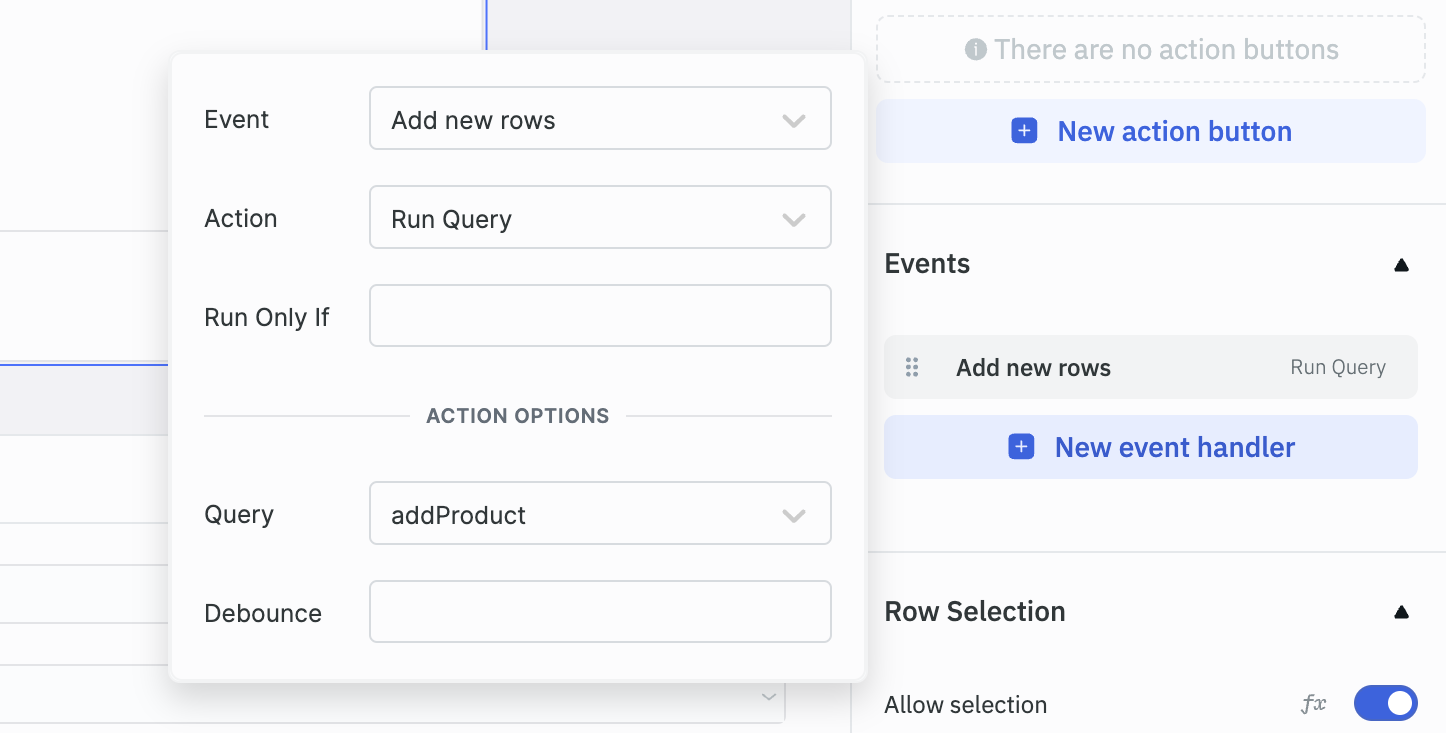 Event
Add new rows
Action
Run Query
Run Only If
ACTION OPTIONS
Query
addProduct
Debounce
There are no action buttons
New action button
Events
Add new rows
Run Query
New event handler
Row Selection
Allow selection
fx